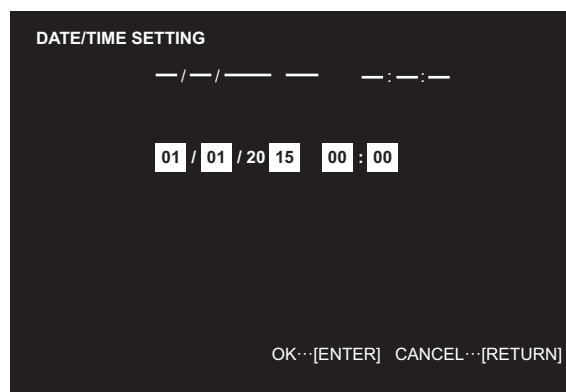 DATE/TIME SETTING
––/––/–––– –– ––:––:––
01 / 01 / 20 15 00 : 00
OK···[ENTER] CANCEL···[RETURN]